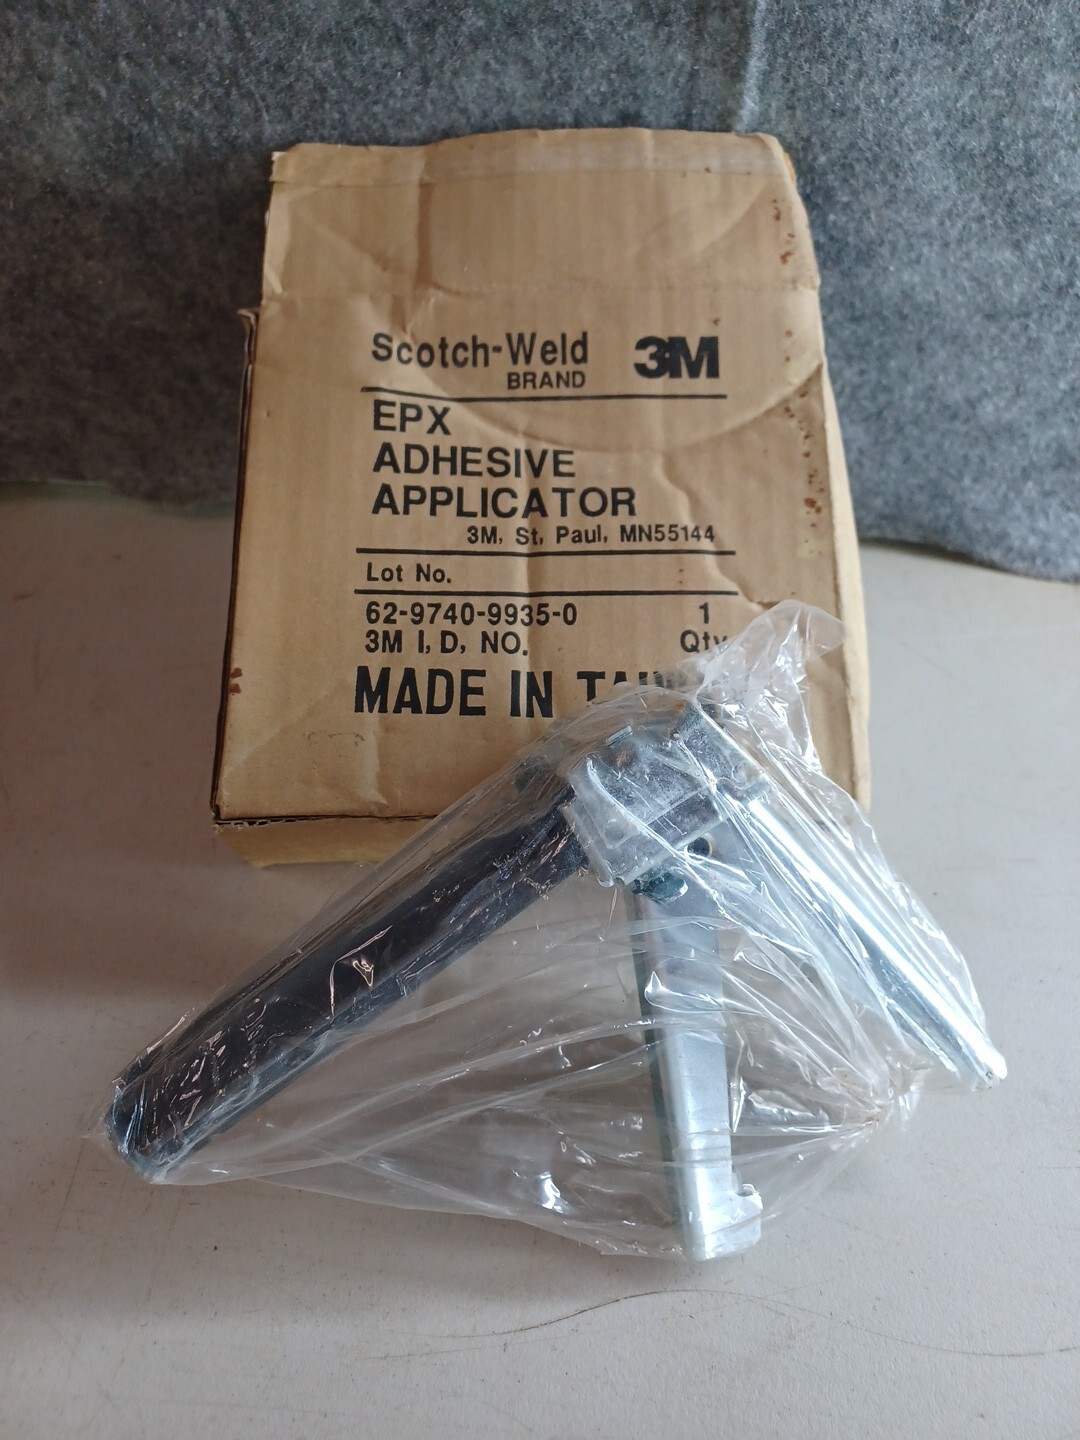 Scotch-Weld 3M
BRAND
EPX
ADHESIVE
APPLICATOR
3M, St, Paul, MN55144
Lot No.
62-9740-9935-0 1
3M I, D, NO. Qty
MADE IN